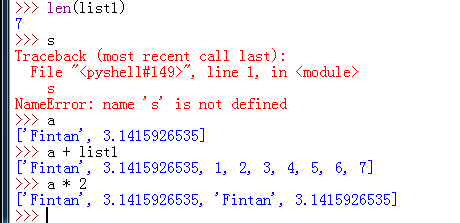 >>> len(list1)
7
>>> s
Traceback (most recent call last):
  File "<pyshell#149>", line 1, in <module>
    s
NameError: name 's' is not defined
>>> a
['Fintan', 3.1415926535]
>>> a + list1
['Fintan', 3.1415926535, 1, 2, 3, 4, 5, 6, 7]
>>> a * 2
['Fintan', 3.1415926535, 'Fintan', 3.1415926535]
>>>